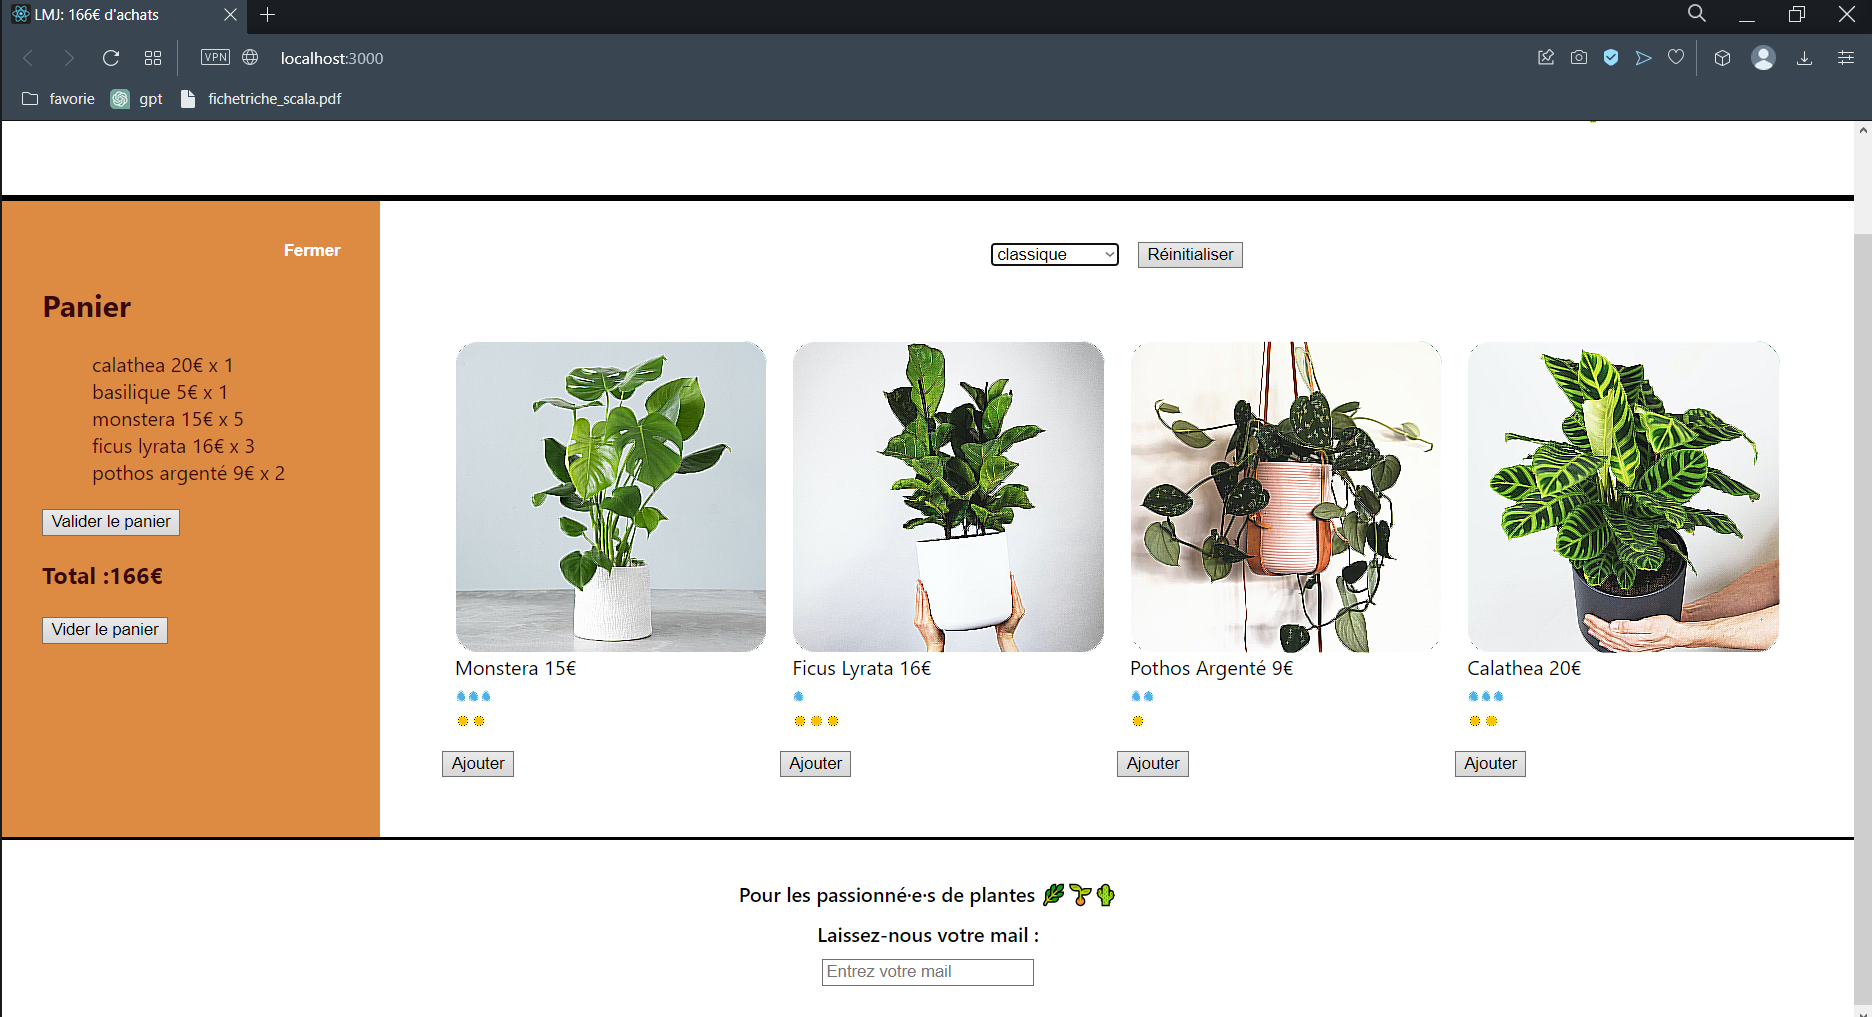 LMJ: 166€ d'achats
VPN
localhost:3000
favorie
gpt
fichetriche_scala.pdf
Fermer
Panier
calathea 20€ x 1
basilique 5€ x 1
monstera 15€ x 5
ficus lyrata 16€ x 3
pothos argenté 9€ x 2
Valider le panier
Total :166€
Vider le panier
classique
Réinitialiser
Monstera 15€
Ajouter
Ficus Lyrata 16€
Ajouter
Pothos Argenté 9€
Ajouter
Calathea 20€
Ajouter
Pour les passionné·e·s de plantes 🌿🌱🌵
Laissez-nous votre mail :
Entrez votre mail